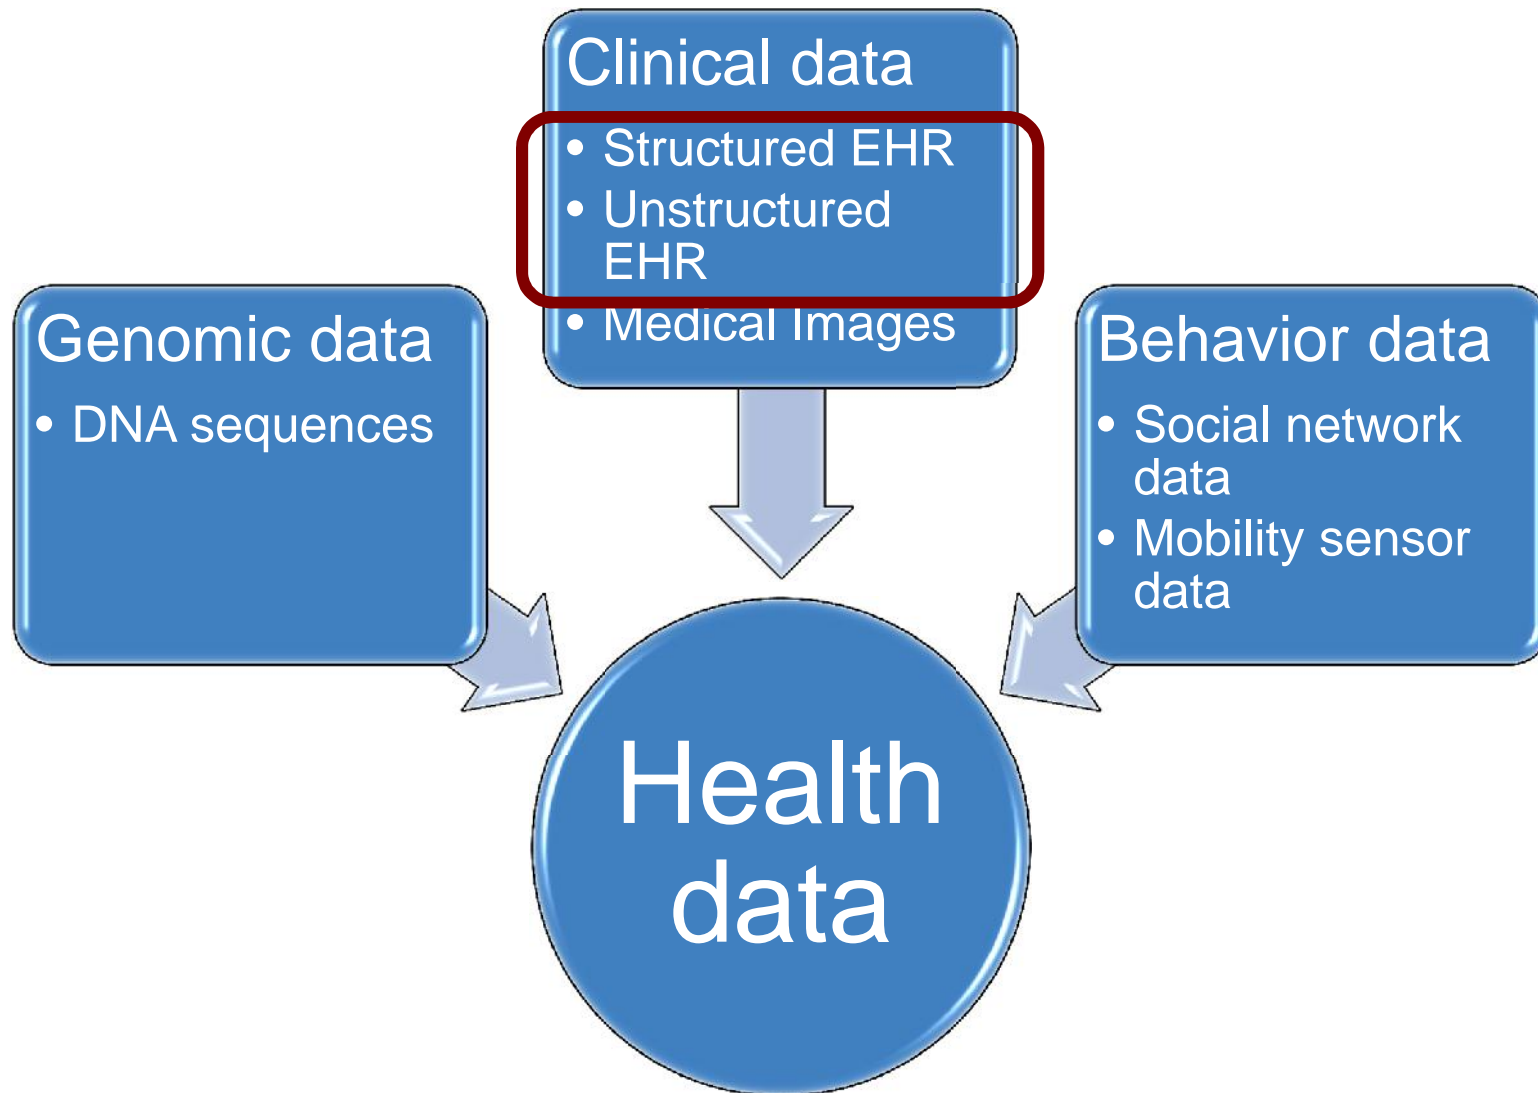 Clinical data
• Structured EHR
• Unstructured
EHR
• Medical Images
Genomic data
• DNA sequences
Behavior data
• Social network
data
• Mobility sensor
data
Health
data